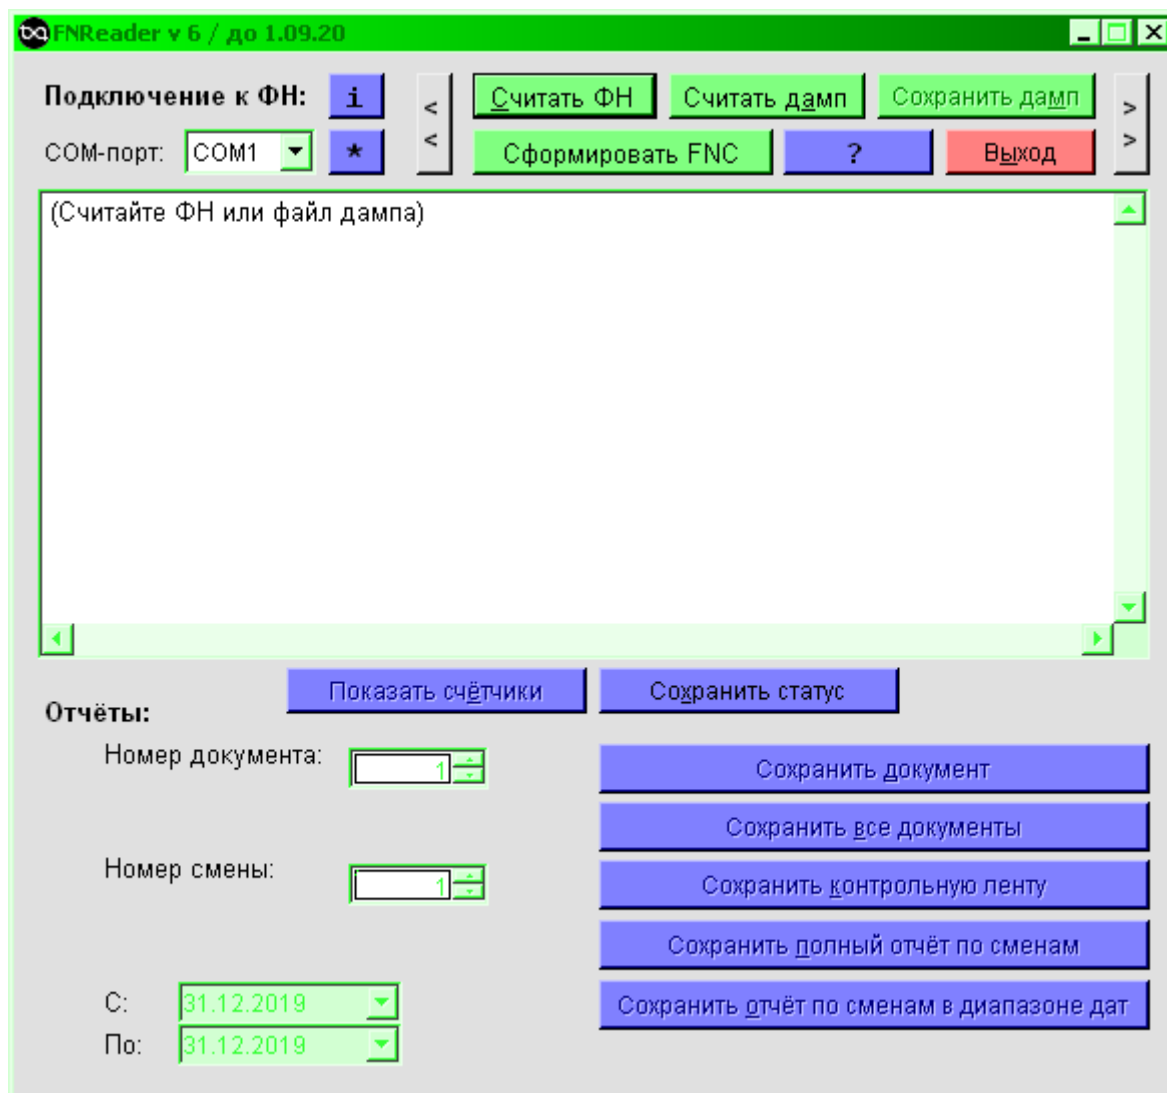 FNReader v 6 / до 1.09.20
Подключение к ФН: i < < Считать ФН Считать дамп Сохранить дамп > >
COM-порт: COM1 * Сформировать FNC ? Выход
(Считайте ФН или файл дампа)
Показать счётчики Сохранить статус
Отчёты:
Номер документа: 1 Сохранить документ
Сохранить все документы
Номер смены: 1 Сохранить контрольную ленту
Сохранить полный отчёт по сменам
С: 31.12.2019 Сохранить отчёт по сменам в диапазоне дат
По: 31.12.2019